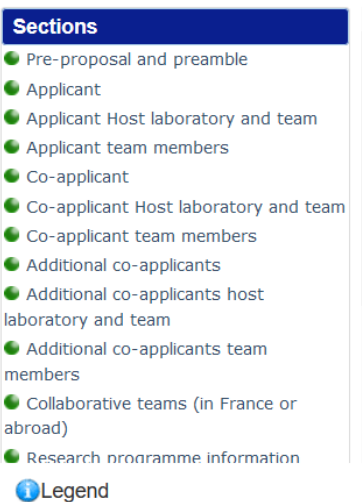 Sections
Pre-proposal and preamble
Applicant
Applicant Host laboratory and team
Applicant team members
Co-applicant
Co-applicant Host laboratory and team
Co-applicant team members
Additional co-applicants
Additional co-applicants host
laboratory and team
Additional co-applicants team
members
Collaborative teams (in France or
abroad)
Research programme information
Legend